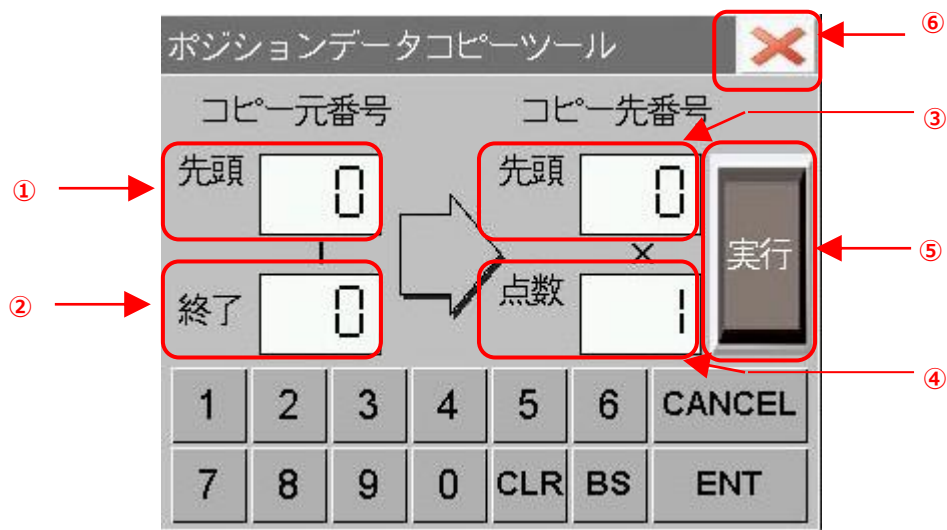 ポジションデータコピーツール
⑥
コピー元番号 コピー先番号
③
① 先頭 0 先頭 0
| ×
実行 ⑤
② 終了 0 点数 1
④
1 2 3 4 5 6 CANCEL
7 8 9 0 CLR BS ENT